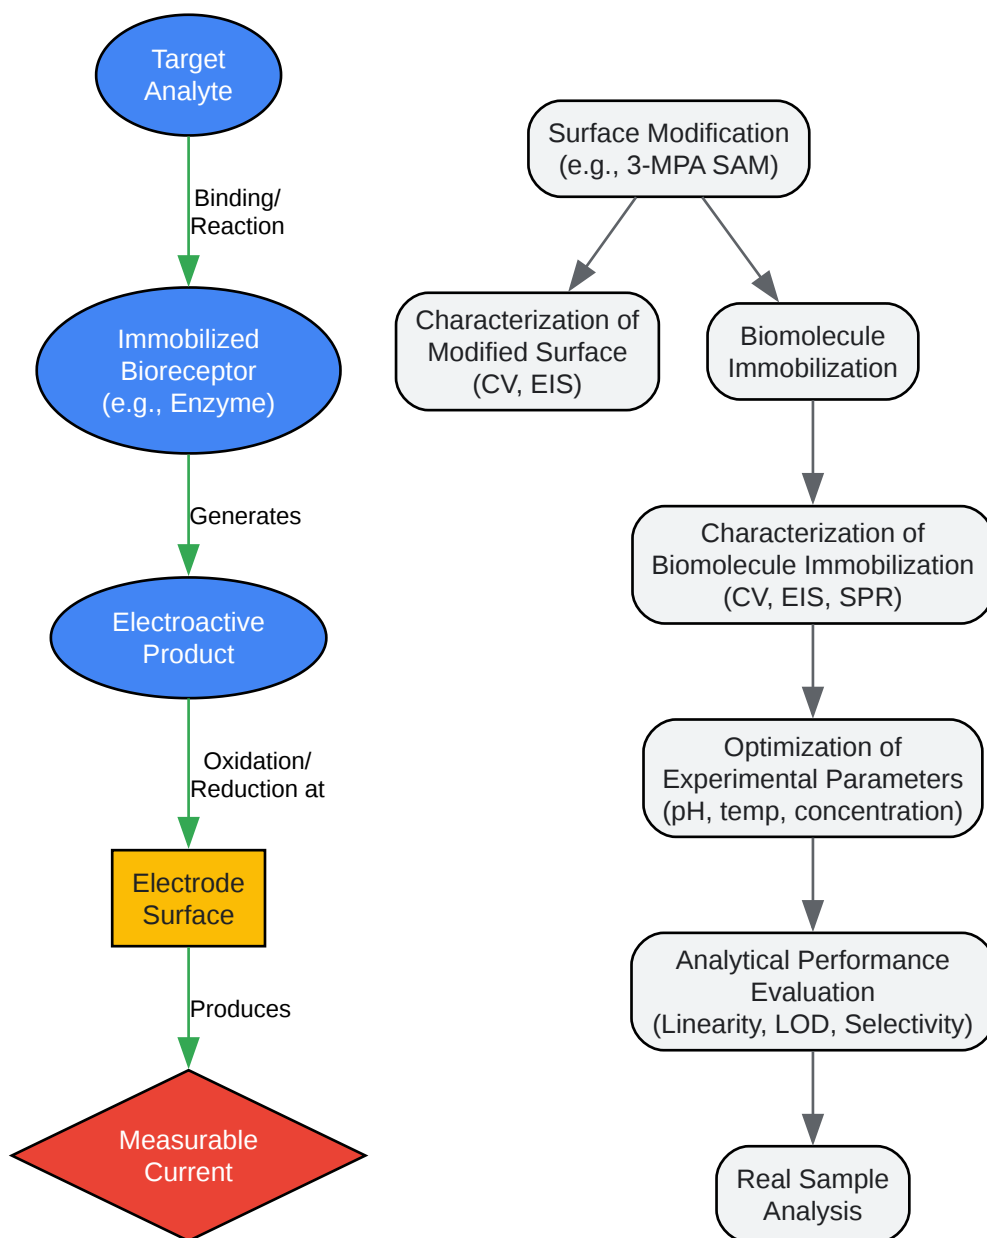 Target
Analyte
Binding/
Reaction
Immobilized
Bioreceptor
(e.g., Enzyme)
Generates
Electroactive
Product
Oxidation/
Reduction at
Electrode
Surface
Produces
Measurable
Current
Surface Modification
(e.g., 3-MPA SAM)
Characterization of
Modified Surface
(CV, EIS)
Biomolecule
Immobilization
Characterization of
Biomolecule Immobilization
(CV, EIS, SPR)
Optimization of
Experimental Parameters
(pH, temp, concentration)
Analytical Performance
Evaluation
(Linearity, LOD, Selectivity)
Real Sample
Analysis